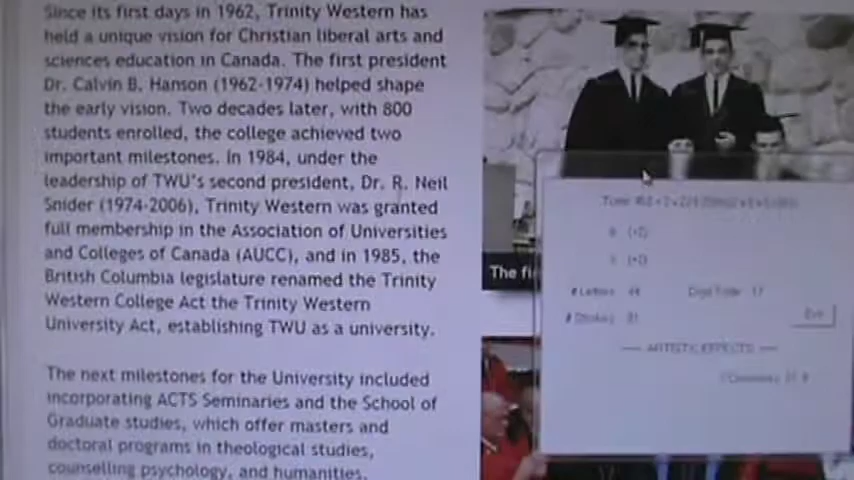 Since its first days in 1962, Trinity Western has
held a unique vision for Christian liberal arts and
sciences education in Canada. The first president
Dr. Calvin B. Hanson (1962-1974) helped shape
the early vision. Two decades later, with 800
students enrolled, the college achieved two
important milestones. In 1984, under the
leadership of TWU's second president, Dr. R. Neil
Snider (1974-2006), Trinity Western was granted
full membership in the Association of Universities
and Colleges of Canada (AUCC), and in 1985, the
British Columbia legislature renamed the Trinity
Western College Act the Trinity Western
University Act, establishing TWU as a university.
The next milestones for the University included
incorporating ACTS Seminaries and the School of
Graduate studies, which offer masters and
doctoral programs in theological studies,
counselling psychology, and humanities.
The
# Letters
ARTISTIC EFFECTS